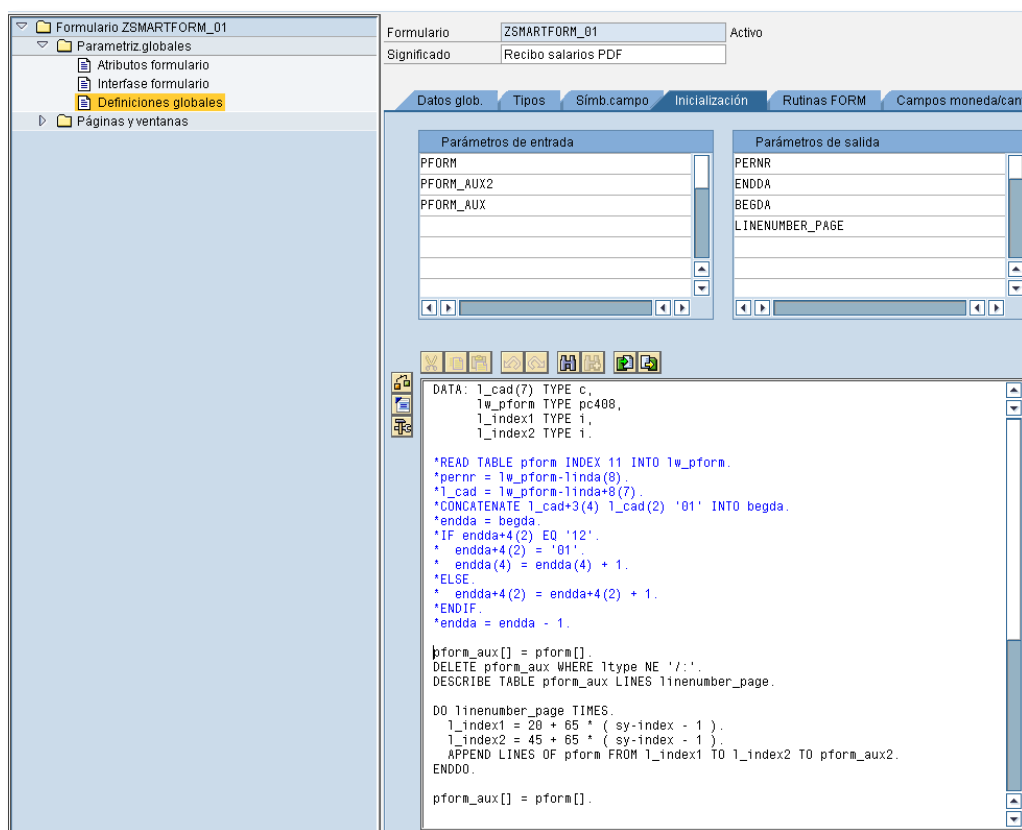 Formulario ZSMARTFORM_01
Parametriz.globales
Atributos formulario
Interfase formulario
Definiciones globales
Páginas y ventanas
Formulario ZSMARTFORM_01 Activo
Significado Recibo salarios PDF
Datos glob. Tipos Símb.campo Inicialización Rutinas FORM Campos moneda/can
Parámetros de entrada Parámetros de salida
PFORM PERNR
PFORM_AUX2 ENDDA
PFORM_AUX BEGDA
LINENUMBER_PAGE
DATA: l_cad(7) TYPE c,
lw_pform TYPE pc408,
l_index1 TYPE i,
l_index2 TYPE i.
*READ TABLE pform INDEX 11 INTO lw_pform.
*pernr = lw_pform-linda(8).
*l_cad = lw_pform-linda+8(7).
*CONCATENATE l_cad+3(4) l_cad(2) '01' INTO begda.
*endda = begda.
*IF endda+4(2) EQ '12'.
*  endda+4(2) = '01'.
*  endda(4) = endda(4) + 1.
*ELSE.
*  endda+4(2) = endda+4(2) + 1.
*ENDIF.
*endda = endda - 1.
pform_aux[] = pform[].
DELETE pform_aux WHERE ltype NE '/:'.
DESCRIBE TABLE pform_aux LINES linenumber_page.
DO linenumber_page TIMES.
l_index1 = 20 + 65 * ( sy-index - 1 ).
l_index2 = 45 + 65 * ( sy-index - 1 ).
APPEND LINES OF pform FROM l_index1 TO l_index2 TO pform_aux2.
ENDDO.
pform_aux[] = pform[].